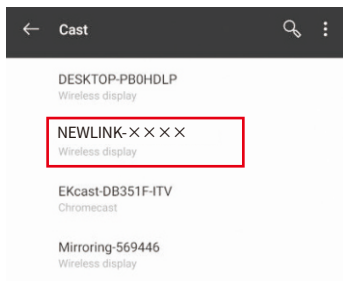 Cast
DESKTOP-PB0HDLP
Wireless display
NEWLINK-××××
Wireless display
EKcast-DB351F-ITV
Chromecast
Mirroring-569446
Wireless display